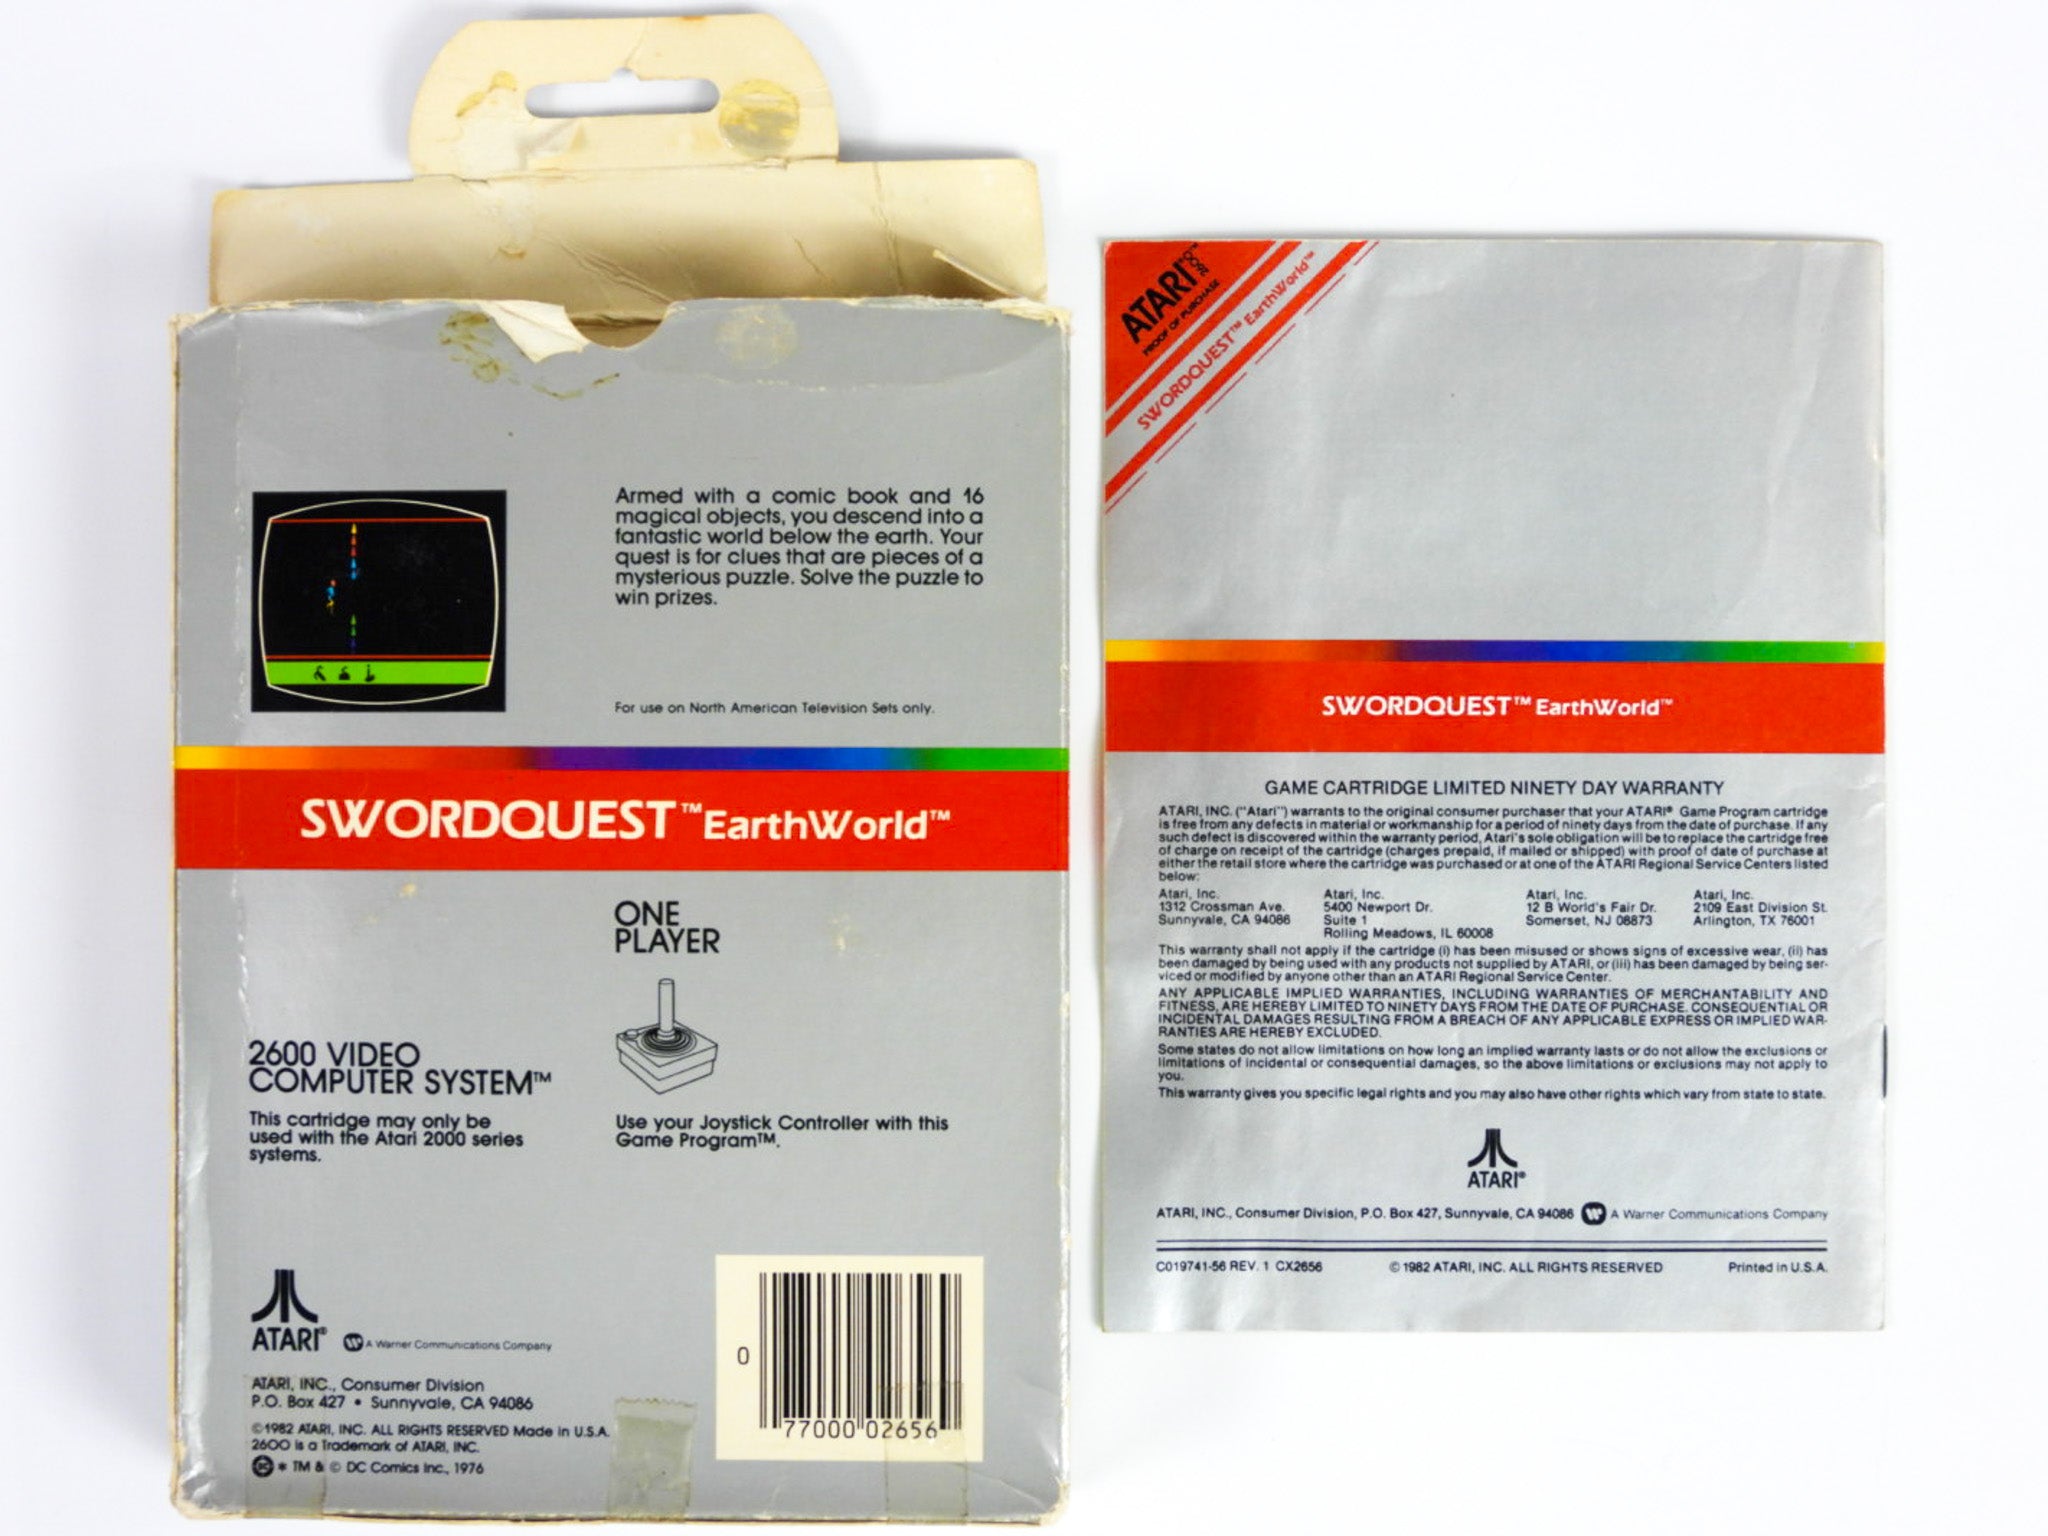 Armed with a comic book and 16
magical objects, you descend into a
fantastic world below the earth. Your
quest is for clues that are pieces of a
mysterious puzzle. Solve the puzzle to
win prizes.
For use on North American Television Sets only.
SWORDQUEST™ EarthWorld™
ONE
PLAYER
2600 VIDEO
COMPUTER SYSTEM™
This cartridge may only be
used with the Atari 2000 series
systems.
Use your Joystick Controller with this
Game Program™.
ATARI® A Warner Communications Company
ATARI, INC., Consumer Division
P.O. Box 427 • Sunnyvale, CA 94086
©1982 ATARI, INC. ALL RIGHTS RESERVED Made in U.S.A.
2600 is a Trademark of ATARI, INC.
DC * TM & © DC Comics Inc., 1976
0
77000 02656
ATARI®
PROOF OF PURCHASE
SWORDQUEST™ EarthWorld™
SWORDQUEST™ EarthWorld™
GAME CARTRIDGE LIMITED NINETY DAY WARRANTY
ATARI, INC. ("Atari") warrants to the original consumer purchaser that your ATARI® Game Program cartridge
is free from any defects in material or workmanship for a period of ninety days from the date of purchase. If any
such defect is discovered within the warranty period, Atari's sole obligation will be to replace the cartridge free
of charge on receipt of the cartridge (charges prepaid, if mailed or shipped) with proof of date of purchase at
either the retail store where the cartridge was purchased or at one of the ATARI Regional Service Centers listed
below:
Atari, Inc.
1312 Crossman Ave.
Sunnyvale, CA 94086
Atari, Inc.
5400 Newport Dr.
Suite 1
Rolling Meadows, IL 60008
Atari, Inc.
12 B World's Fair Dr.
Somerset, NJ 08873
Atari, Inc.
2109 East Division St.
Arlington, TX 76001
This warranty shall not apply if the cartridge (i) has been misused or shows signs of excessive wear, (ii) has
been damaged by being used with any products not supplied by ATARI, or (iii) has been damaged by being ser-
viced or modified by anyone other than an ATARI Regional Service Center.
ANY APPLICABLE IMPLIED WARRANTIES, INCLUDING WARRANTIES OF MERCHANTABILITY AND
FITNESS, ARE HEREBY LIMITED TO NINETY DAYS FROM THE DATE OF PURCHASE. CONSEQUENTIAL OR
INCIDENTAL DAMAGES RESULTING FROM A BREACH OF ANY APPLICABLE EXPRESS OR IMPLIED WAR-
RANTIES ARE HEREBY EXCLUDED.
Some states do not allow limitations on how long an implied warranty lasts or do not allow the exclusions or
limitations of incidental or consequential damages, so the above limitations or exclusions may not apply to
you.
This warranty gives you specific legal rights and you may also have other rights which vary from state to state.
ATARI®
ATARI, INC., Consumer Division, P.O. Box 427, Sunnyvale, CA 94086 A Warner Communications Company
C019741-56 REV. 1 CX2656 © 1982 ATARI, INC. ALL RIGHTS RESERVED Printed in U.S.A.